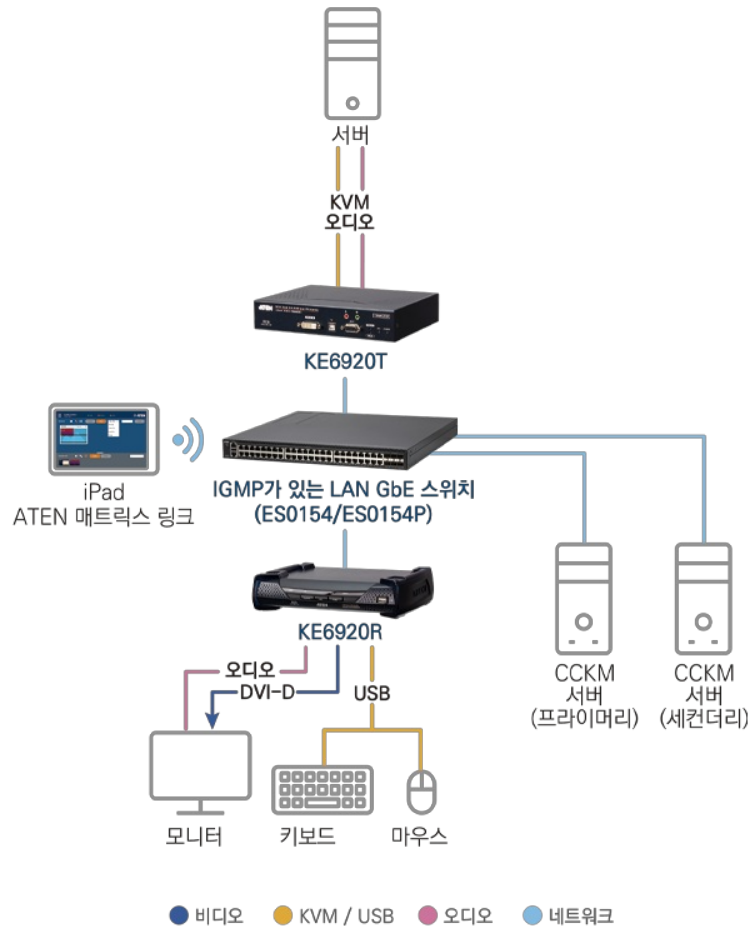 서버
KVM
오디오
KE6920T
iPad
ATEN 매트릭스 링크
IGMP가 있는 LAN GbE 스위치
(ES0154/ES0154P)
KE6920R
오디오
DVI-D
USB
CCKM
서버
(프라이머리)
CCKM
서버
(세컨더리)
모니터
키보드
마우스
비디오
KVM / USB
오디오
네트워크